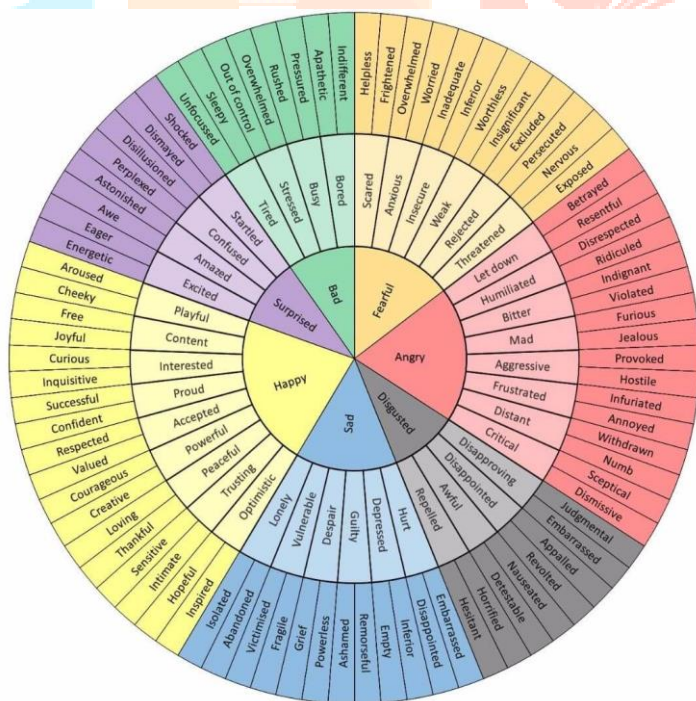 Bad
Fearful
Angry
Disgusted
Sad
Happy
Surprised
Tired
Stressed
Busy
Bored
Scared
Anxious
Insecure
Weak
Rejected
Threatened
Let down
Humiliated
Bitter
Mad
Aggressive
Frustrated
Distant
Critical
Disapproving
Disappointed
Awful
Repelled
Hurt
Depressed
Guilty
Despair
Vulnerable
Lonely
Optimistic
Trusting
Peaceful
Powerful
Accepted
Proud
Interested
Content
Playful
Excited
Amazed
Confused
Startled
Unfocussed
Sleepy
Out of control
Overwhelmed
Rushed
Pressured
Apathetic
Indifferent
Helpless
Frightened
Overwhelmed
Worried
Inadequate
Inferior
Worthless
Insignificant
Excluded
Persecuted
Nervous
Exposed
Betrayed
Resentful
Disrespected
Ridiculed
Indignant
Violated
Furious
Jealous
Provoked
Hostile
Infuriated
Annoyed
Withdrawn
Numb
Sceptical
Dismissive
Judgmental
Embarrassed
Appalled
Revolted
Nauseated
Detestable
Horrified
Hesitant
Embarrassed
Disappointed
Inferior
Empty
Remorseful
Ashamed
Powerless
Grief
Fragile
Victimised
Abandoned
Isolated
Inspired
Hopeful
Intimate
Sensitive
Thankful
Loving
Creative
Courageous
Valued
Respected
Confident
Successful
Inquisitive
Curious
Joyful
Free
Cheeky
Aroused
Energetic
Eager
Awe
Astonished
Perplexed
Disillusioned
Dismayed
Shocked